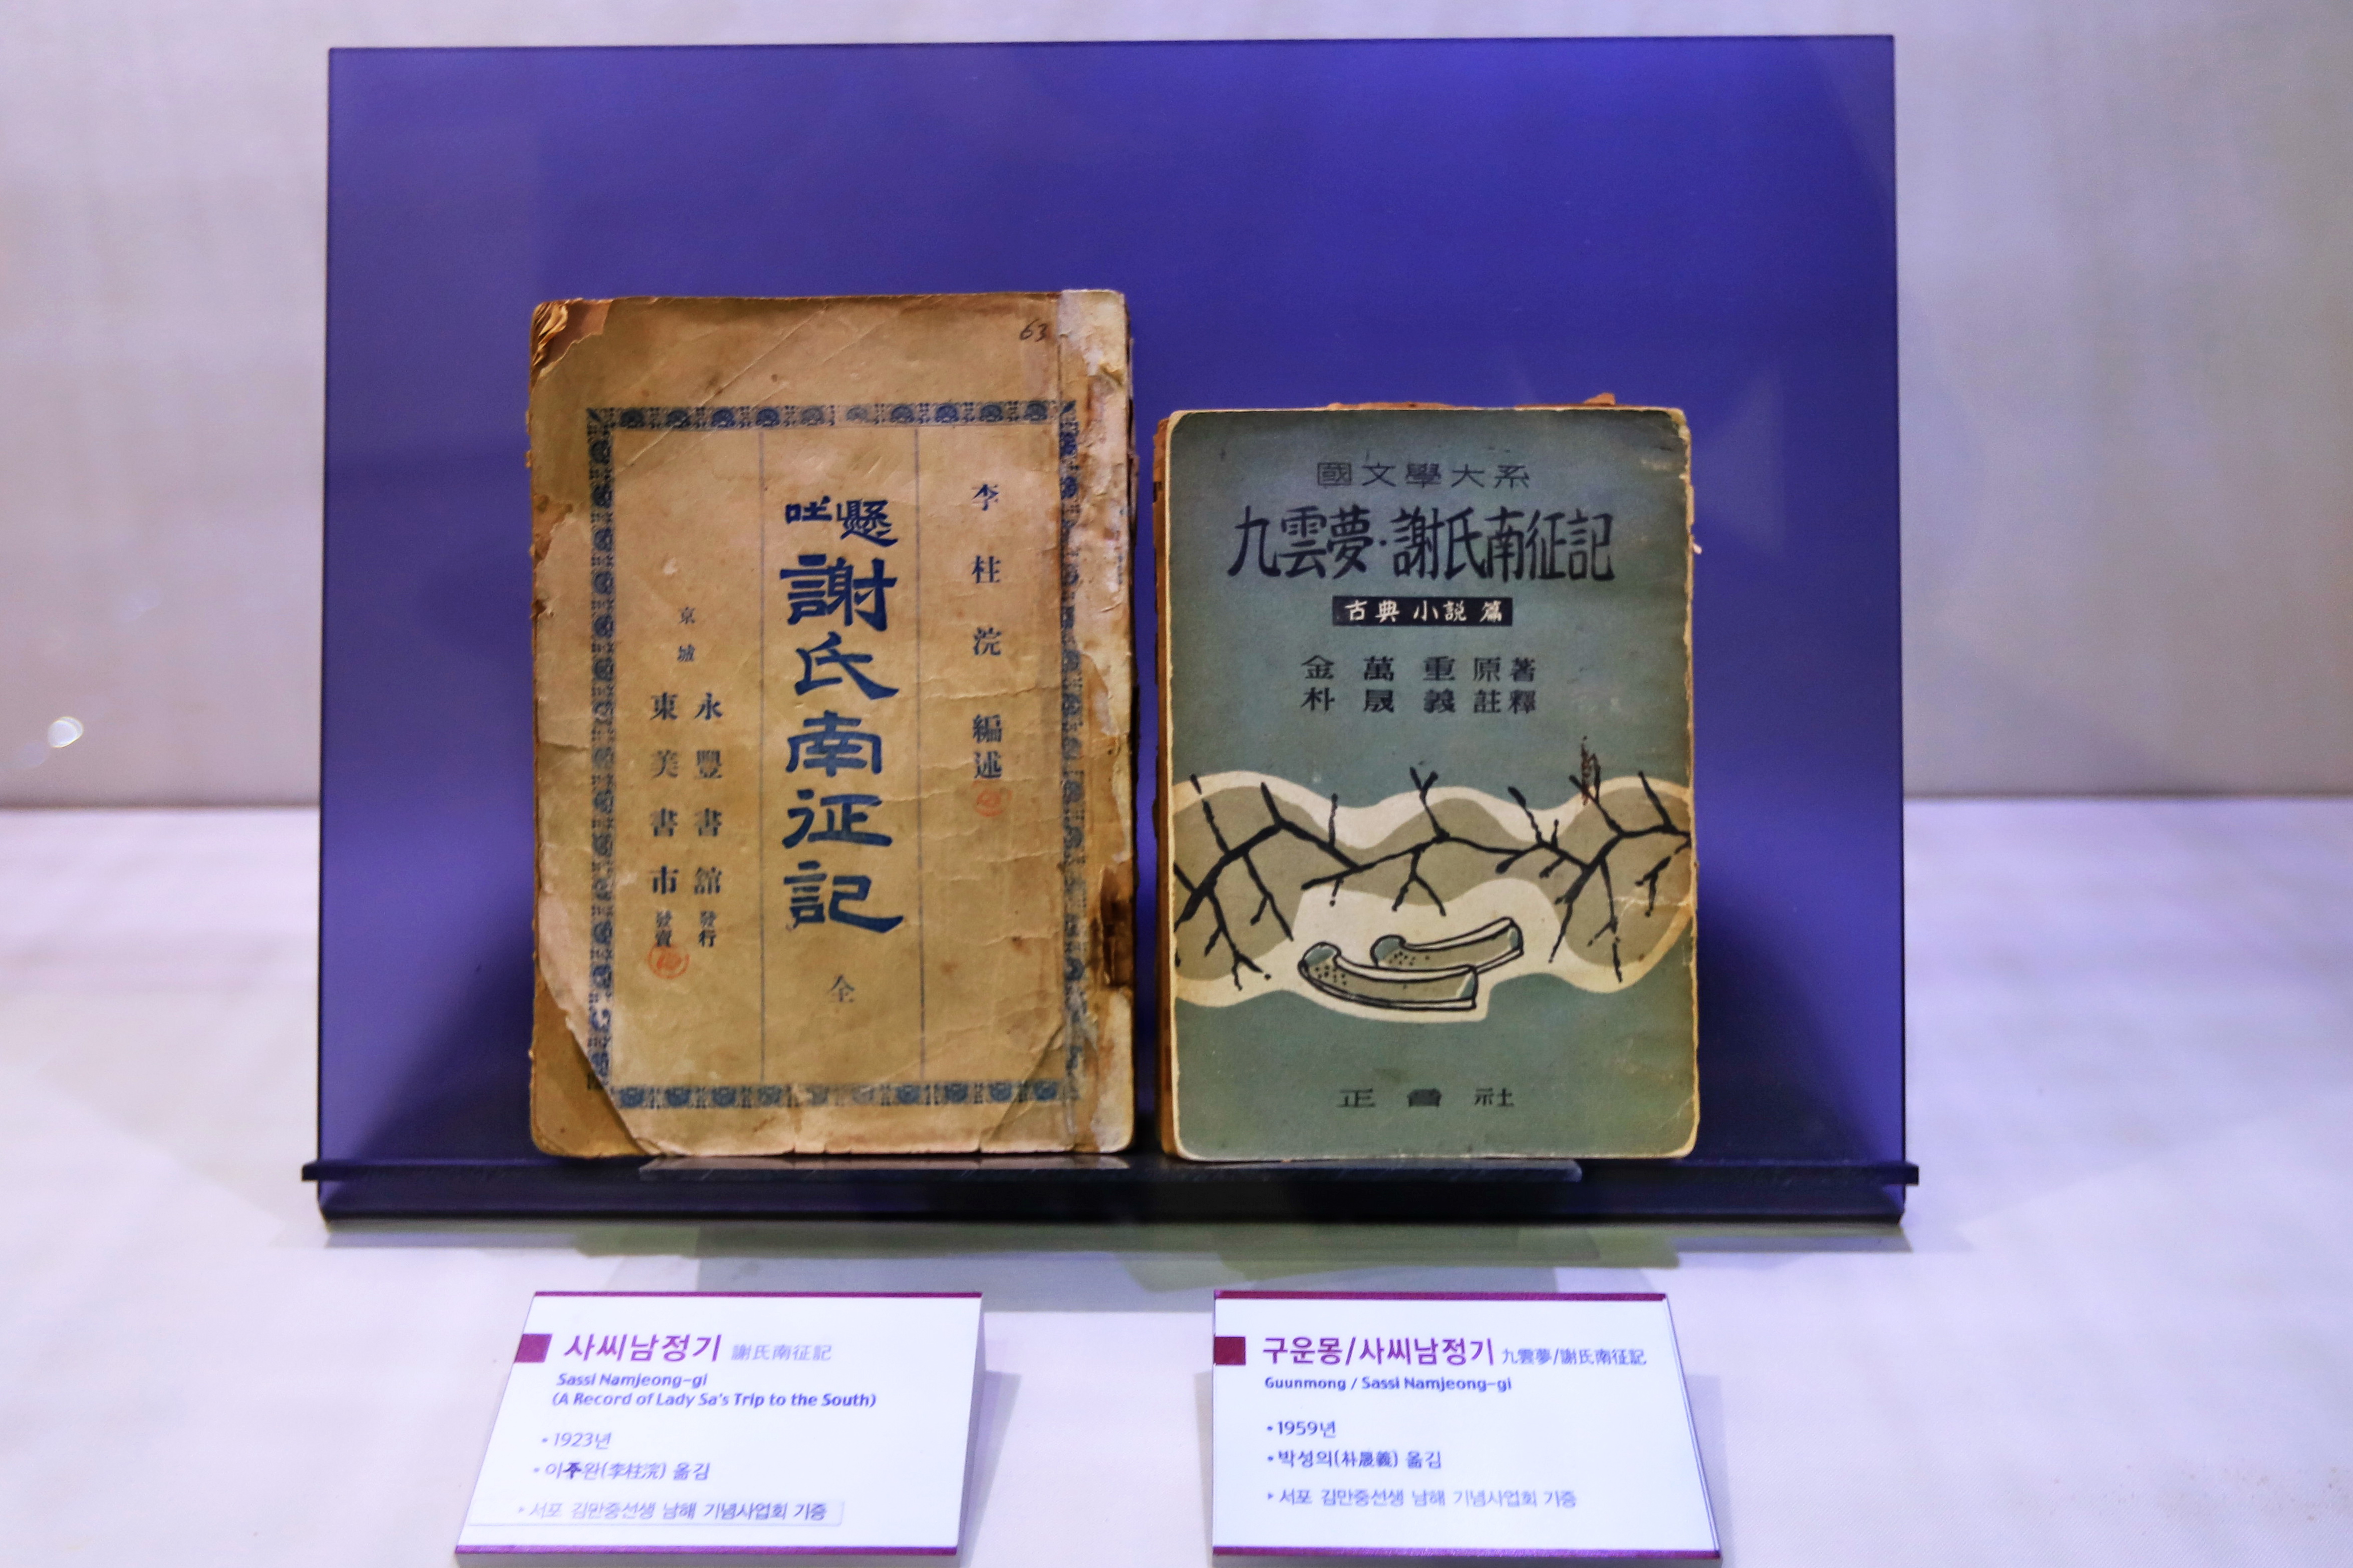 63
李柱浣 編述
懸吐
謝氏南征記 全
京城
永豐書館 發行
東美書市 發賣
國文學大系
九雲夢·謝氏南征記
古典 小説 篇
金萬重 原著
朴晟義 註釋
正音社
사씨남정기 謝氏南征記
Sassi Namjeong-gi
(A Record of Lady Sa's Trip to the South)
• 1923년
• 이주완(李柱浣) 옮김
▸ 서포 김만중선생 남해 기념사업회 기증
구운몽/사씨남정기 九雲夢/謝氏南征記
Guunmong / Sassi Namjeong-gi
• 1959년
• 박성의(朴晟義) 옮김
▸ 서포 김만중선생 남해 기념사업회 기증